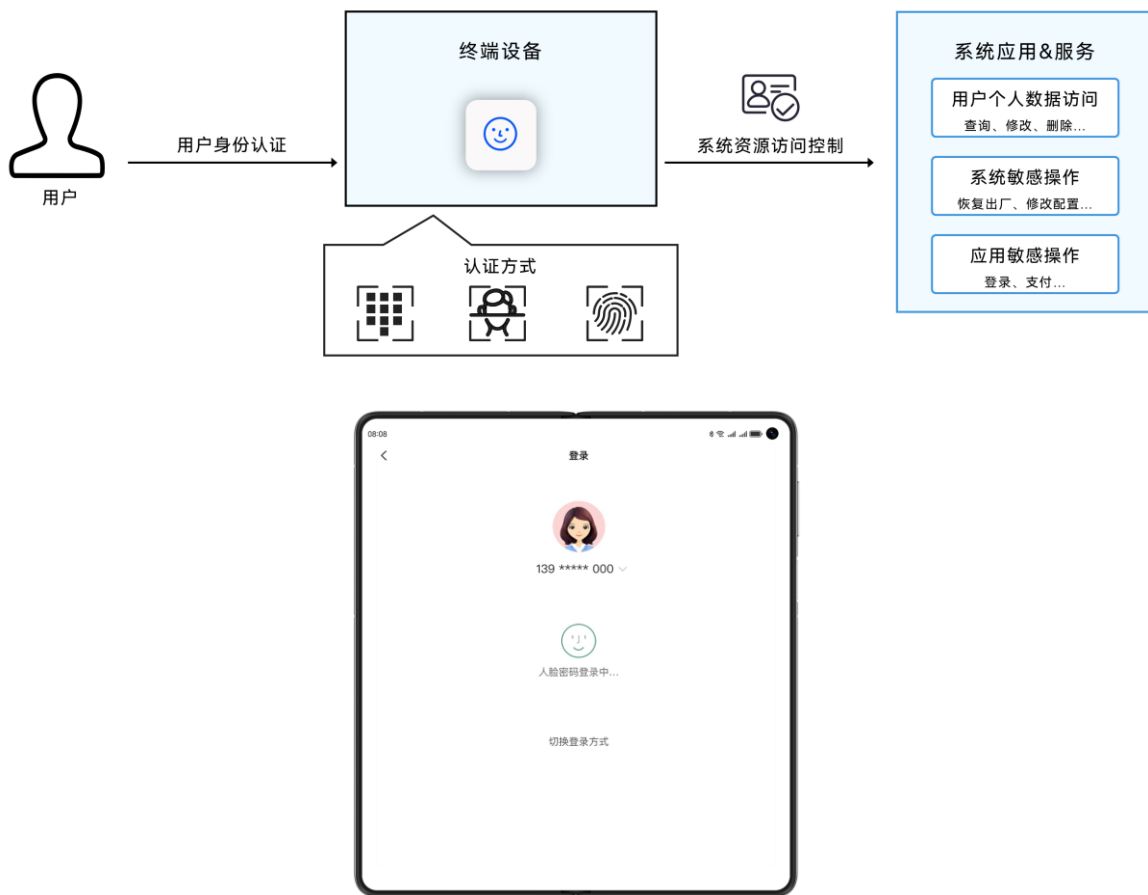 终端设备
系统应用&服务
用户个人数据访问
查询、修改、删除...
用户身份认证
系统资源访问控制
用户
系统敏感操作
恢复出厂、修改配置...
应用敏感操作
登录、支付...
认证方式
08:08
登录
139 ***** 000
人脸密码登录中...
切换登录方式